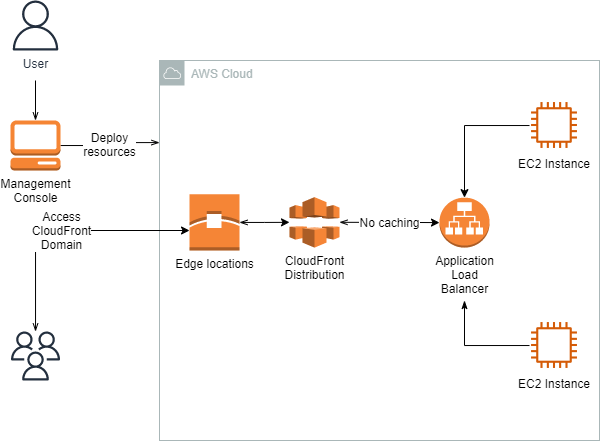 User
AWS Cloud
Deploy
resources
EC2 Instance
Management
Console
Access
CloudFront
Domain
Edge locations
CloudFront
Distribution
No caching
Application
Load
Balancer
EC2 Instance